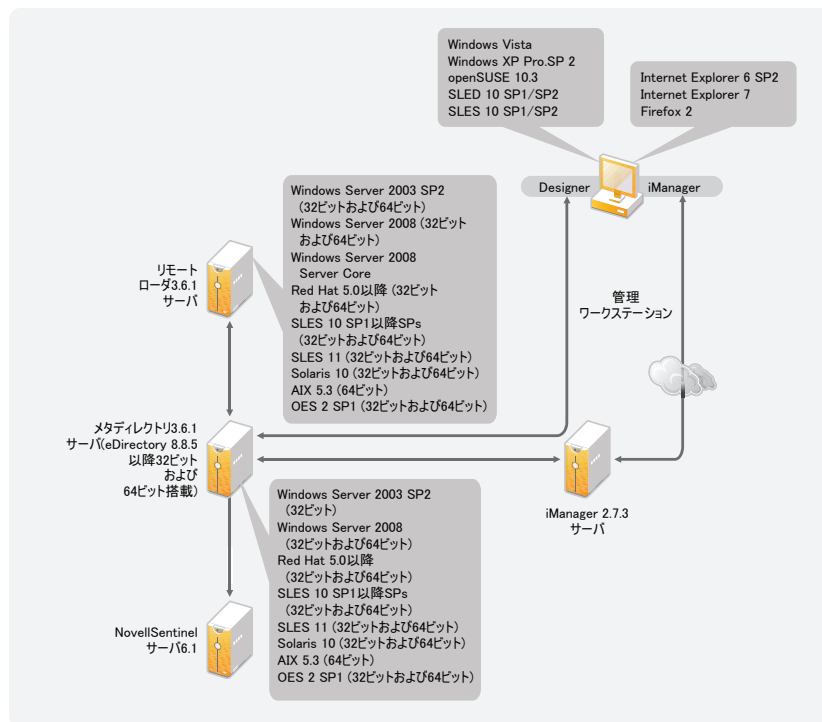 Windows Vista
Windows XP Pro.SP 2
openSUSE 10.3
SLED 10 SP1/SP2
SLES 10 SP1/SP2
Internet Explorer 6 SP2
Internet Explorer 7
Firefox 2
Designer
iManager
Windows Server 2003 SP2
(32ビットおよび64ビット)
Windows Server 2008 (32ビット
および64ビット)
Windows Server 2008
Server Core
Red Hat 5.0以降 (32ビット
および64ビット)
SLES 10 SP1以降SPs
(32ビットおよび64ビット)
SLES 11 (32ビットおよび64ビット)
Solaris 10 (32ビットおよび64ビット)
AIX 5.3 (64ビット)
OES 2 SP1 (32ビットおよび64ビット)
リモート
ローダ3.6.1
サーバ
管理
ワークステーション
メタディレクトリ3.6.1
サーバ(eDirectory 8.8.5
以降32ビット
および
64ビット搭載)
iManager 2.7.3
サーバ
Windows Server 2003 SP2
(32ビット)
Windows Server 2008
(32ビットおよび64ビット)
Red Hat 5.0以降
(32ビットおよび64ビット)
SLES 10 SP1以降SPs
(32ビットおよび64ビット)
SLES 11 (32ビットおよび64ビット)
Solaris 10 (32ビットおよび64ビット)
AIX 5.3 (64ビット)
OES 2 SP1 (32ビットおよび64ビット)
NovellSentinel
サーバ6.1